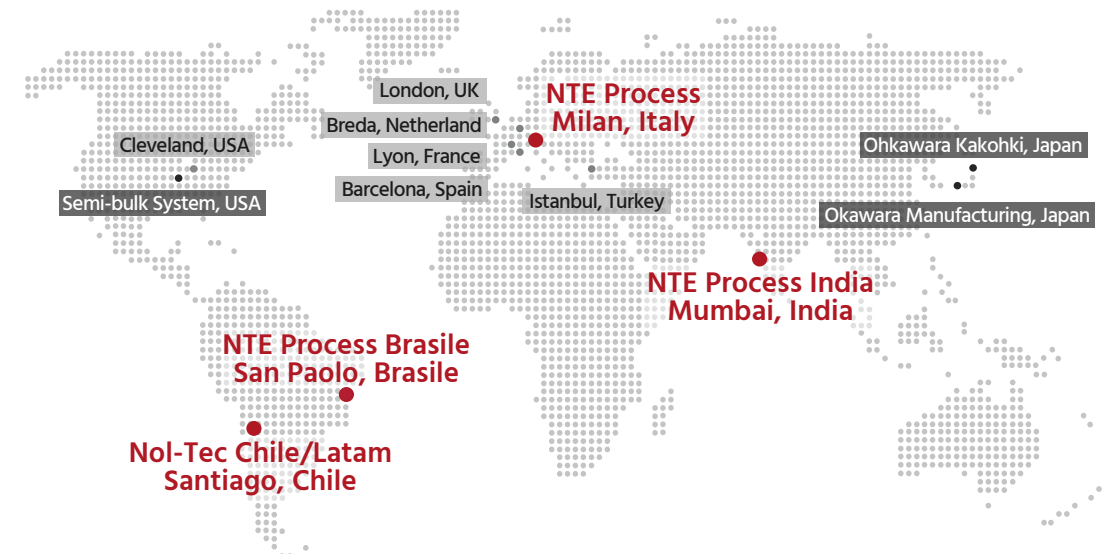 London, UK
NTE Process
Milan, Italy
Breda, Netherland
Cleveland, USA
Lyon, France
Ohkawara Kakohki, Japan
Barcelona, Spain
Semi-bulk System, USA
Istanbul, Turkey
Okawara Manufacturing, Japan
NTE Process India
Mumbai, India
NTE Process Brasile
San Paolo, Brasile
Nol-Tec Chile/Latam
Santiago, Chile